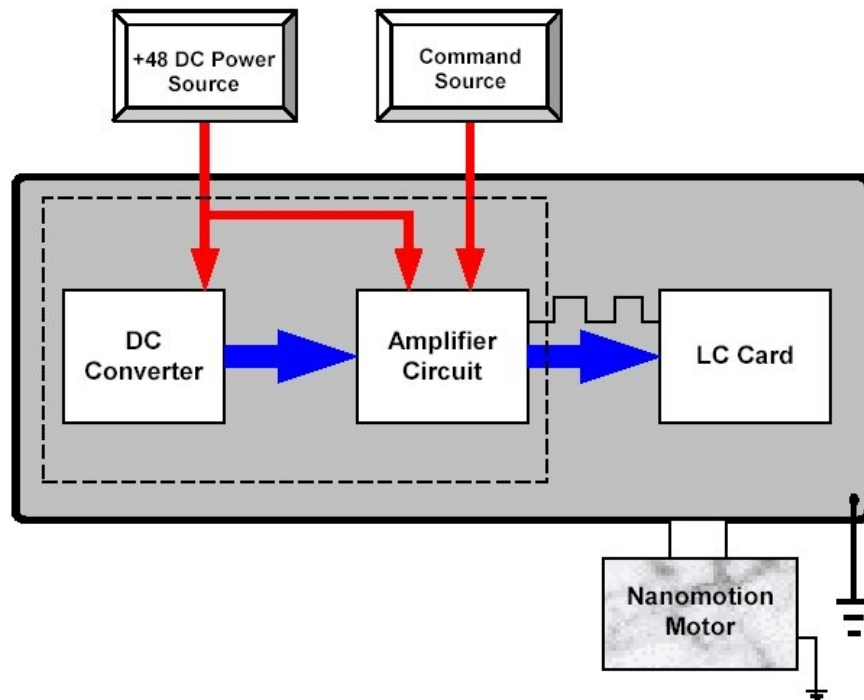 +48 DC Power
Source
Command
Source
DC
Converter
Amplifier
Circuit
LC Card
Nanomotion
Motor